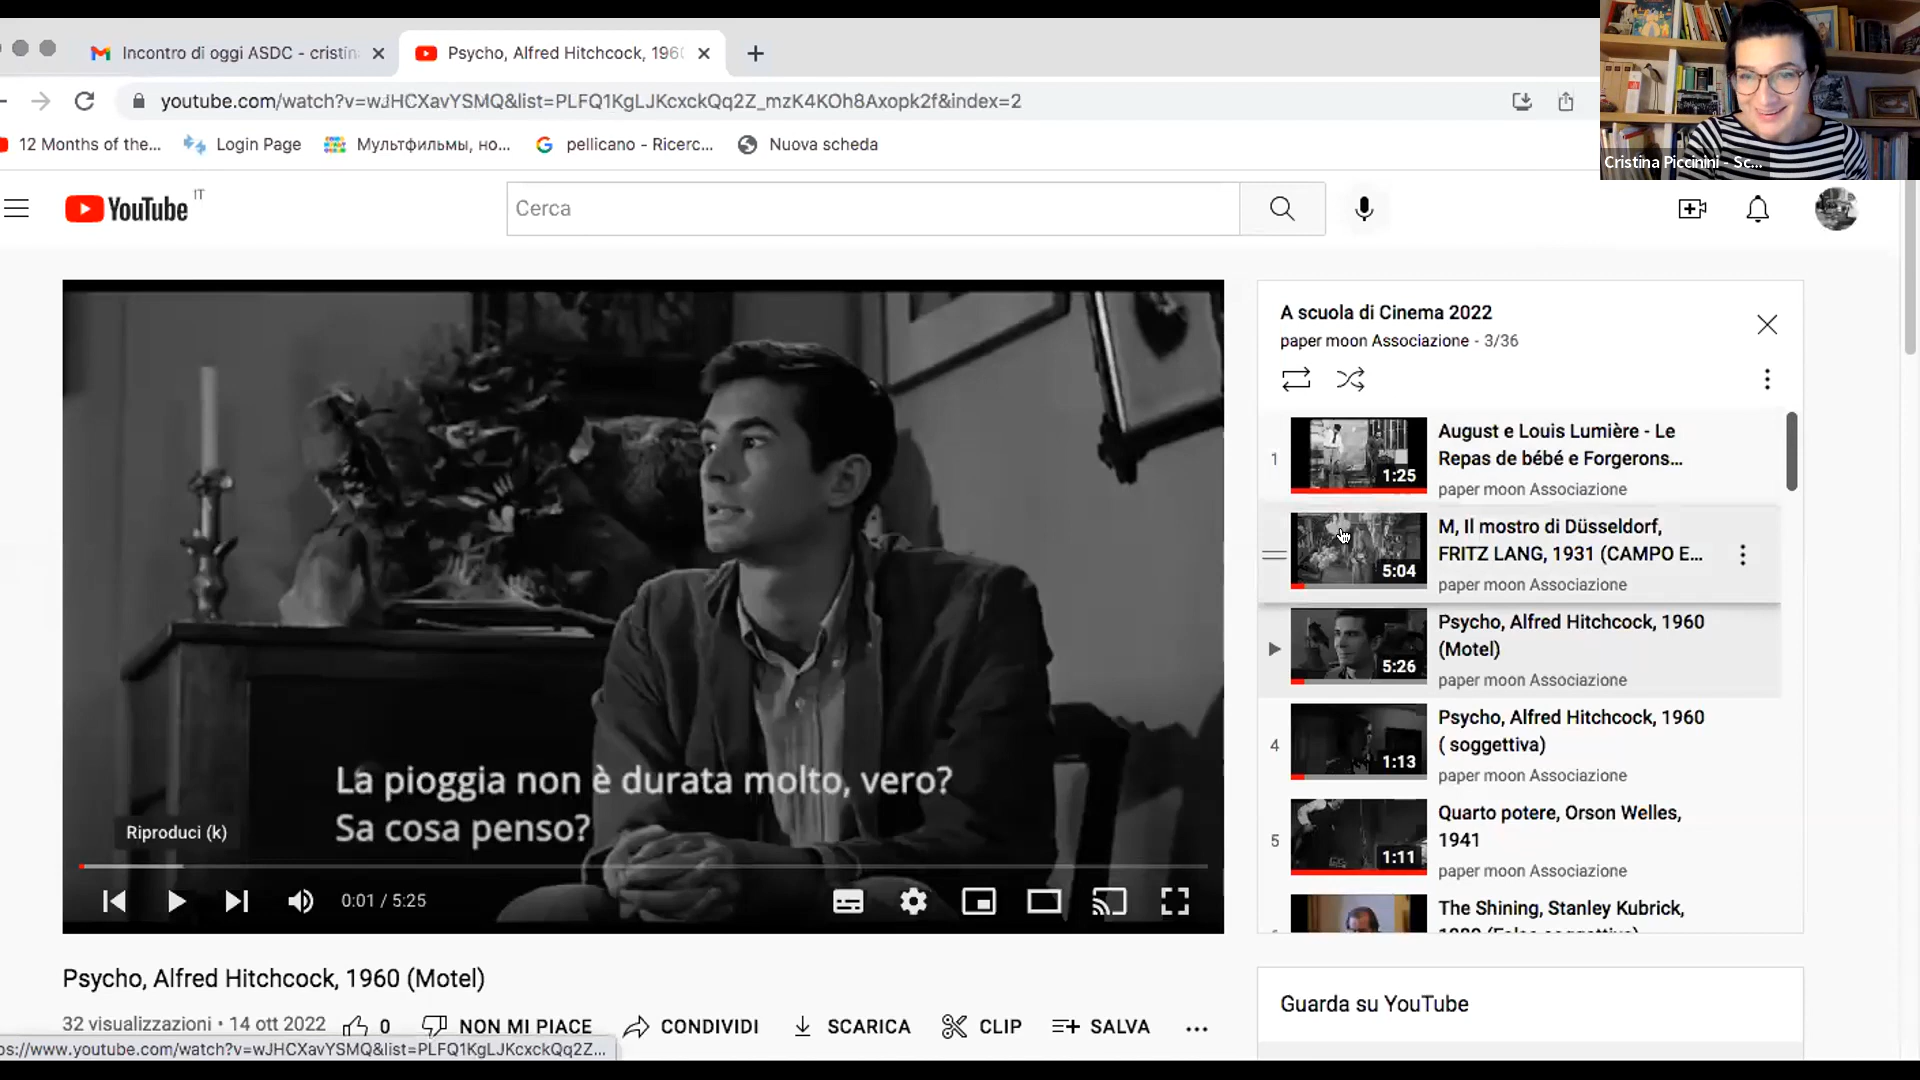 Incontro di oggi ASDC - cristin
Psycho, Alfred Hitchcock, 196
youtube.com/watch?v=wJHCXavYSMQ&list=PLFQ1KgLJKcxckQq2Z_mzK4KOh8Axopk2f&index=2
12 Months of the...
Login Page
Мультфильмы, но...
pellicano - Ricerc...
Nuova scheda
Cristina Piccinini - Sc...
YouTube IT
Cerca
La pioggia non è durata molto, vero?
Sa cosa penso?
Riproduci (k)
0:01 / 5:25
A scuola di Cinema 2022
paper moon Associazione - 3/36
1
1:25
August e Louis Lumière - Le
Repas de bébé e Forgerons...
paper moon Associazione
5:04
M, Il mostro di Düsseldorf,
FRITZ LANG, 1931 (CAMPO E...
paper moon Associazione
5:26
Psycho, Alfred Hitchcock, 1960
(Motel)
paper moon Associazione
4
1:13
Psycho, Alfred Hitchcock, 1960
( soggettiva)
paper moon Associazione
5
1:11
Quarto potere, Orson Welles,
1941
paper moon Associazione
The Shining, Stanley Kubrick,
Psycho, Alfred Hitchcock, 1960 (Motel)
32 visualizzazioni • 14 ott 2022
0
NON MI PIACE
CONDIVIDI
SCARICA
CLIP
SALVA
Guarda su YouTube
ps://www.youtube.com/watch?v=wJHCXavYSMQ&list=PLFQ1KgLJKcxckQq2Z...